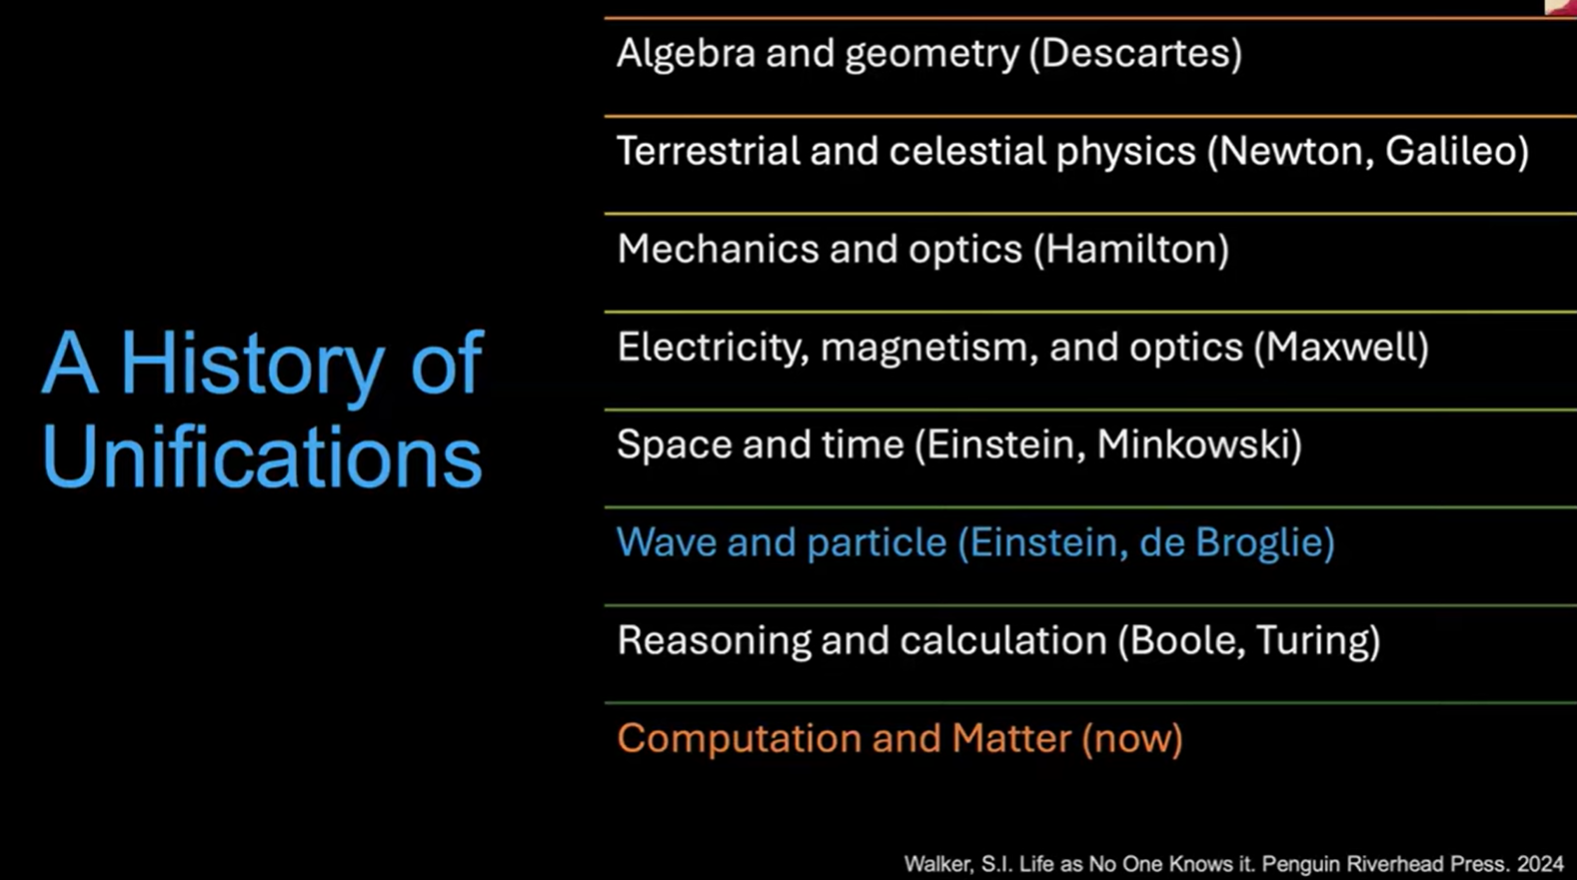 A History of
Unifications
Algebra and geometry (Descartes)
Terrestrial and celestial physics (Newton, Galileo)
Mechanics and optics (Hamilton)
Electricity, magnetism, and optics (Maxwell)
Space and time (Einstein, Minkowski)
Wave and particle (Einstein, de Broglie)
Reasoning and calculation (Boole, Turing)
Computation and Matter (now)
Walker, S.I. Life as No One Knows it. Penguin Riverhead Press. 2024